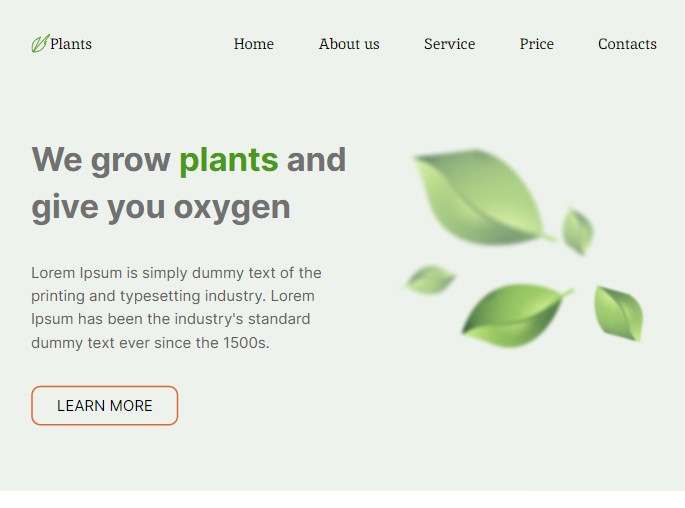 Plants Home About us Service Price Contacts
We grow plants and
give you oxygen
Lorem Ipsum is simply dummy text of the
printing and typesetting industry. Lorem
Ipsum has been the industry's standard
dummy text ever since the 1500s.
LEARN MORE